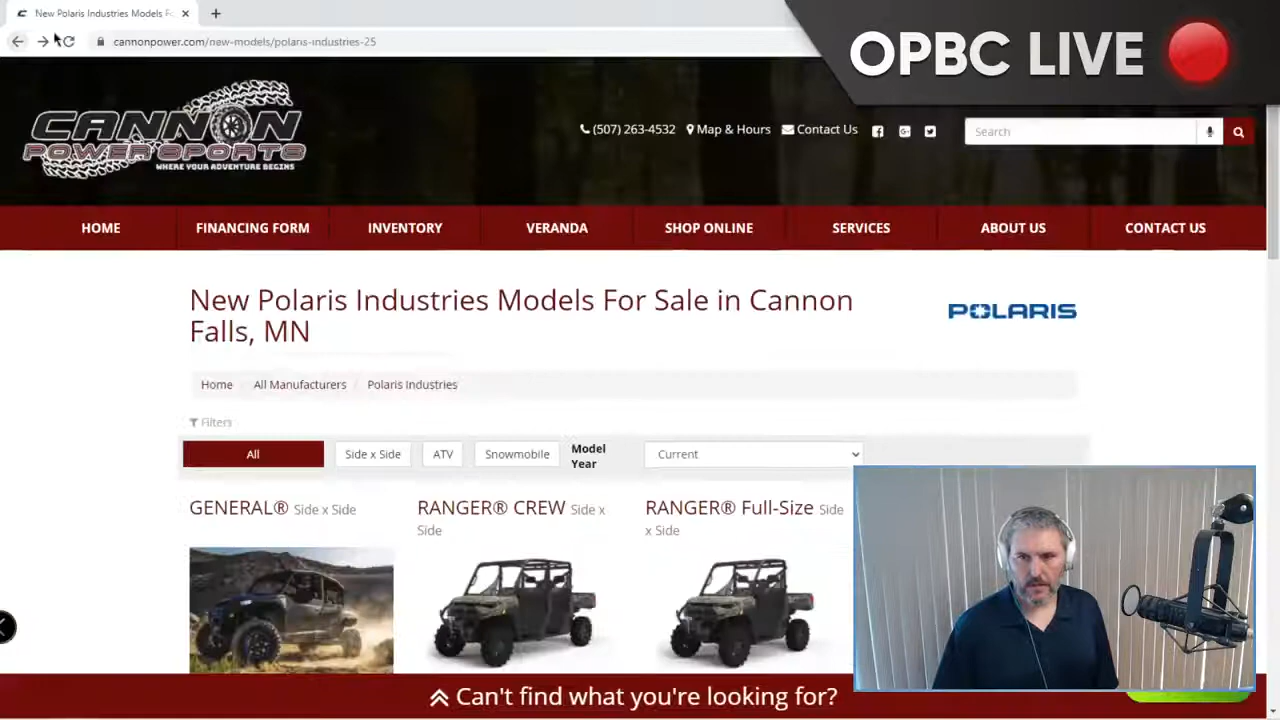 New Polaris Industries Models Fo
cannonpower.com/new-models/polaris-industries-25
OPBC LIVE
CANNON
POWERSPORTS
WHERE YOUR ADVENTURE BEGINS
(507) 263-4532 Map & Hours Contact Us
Search
HOME FINANCING FORM INVENTORY VERANDA SHOP ONLINE SERVICES ABOUT US CONTACT US
New Polaris Industries Models For Sale in Cannon
Falls, MN
POLARIS
Home All Manufacturers Polaris Industries
Filters
All Side x Side ATV Snowmobile Model
Year
Current
GENERAL® Side x Side
RANGER® CREW Side x
Side
RANGER® Full-Size Side
x Side
Can't find what you're looking for?